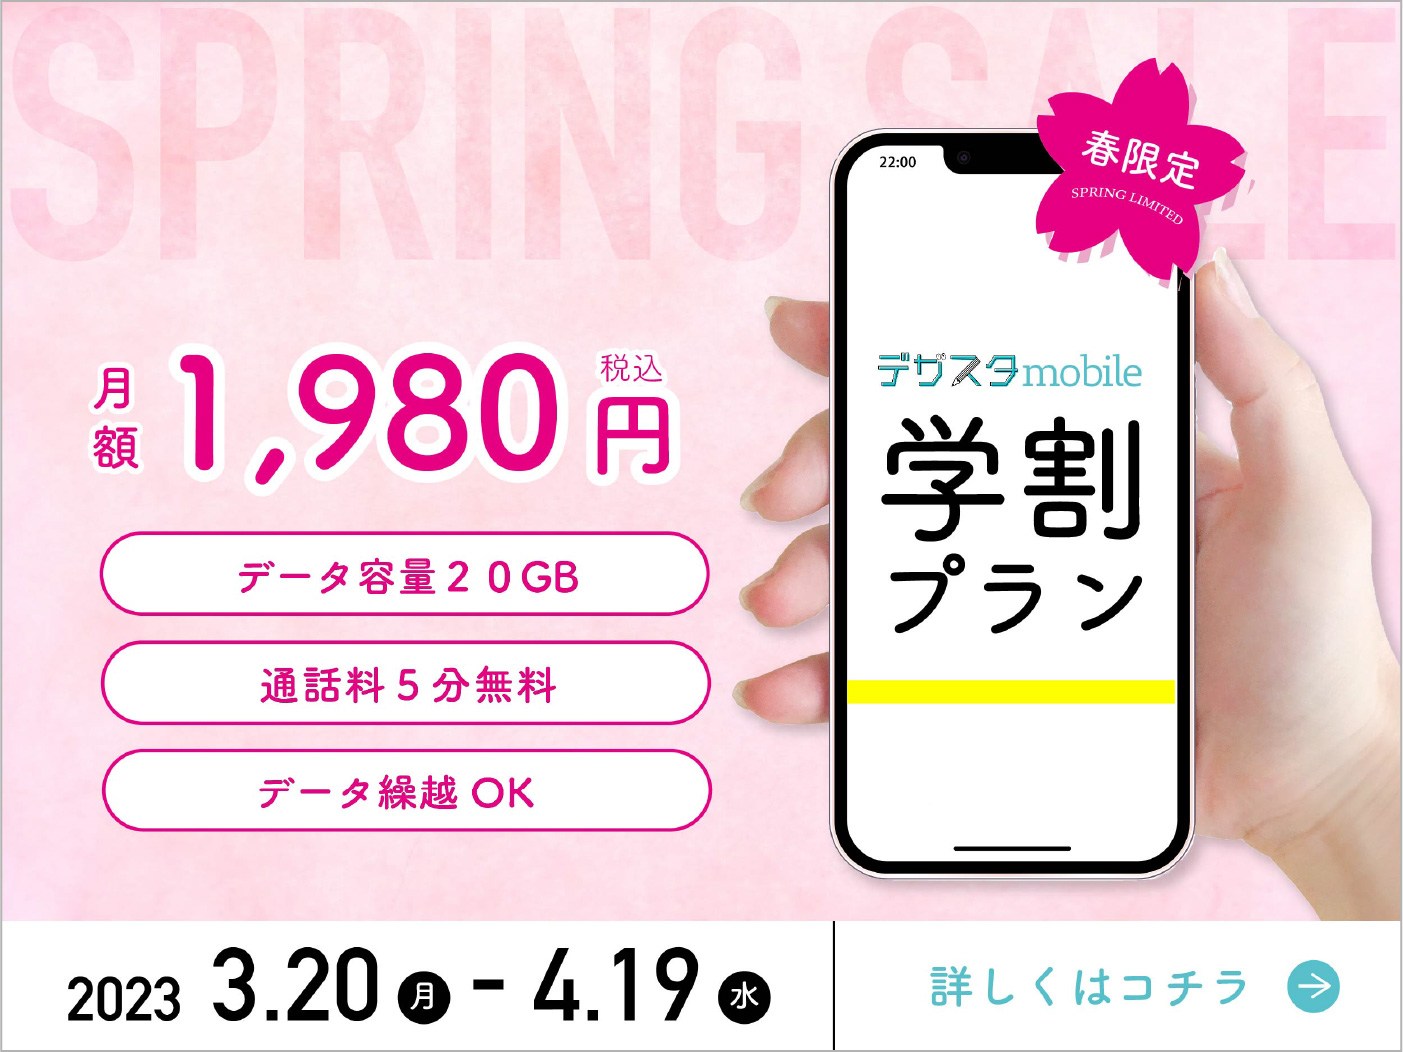 SPRING SALE
22:00
春限定
SPRING LIMITED
月額 1,980円 税込
データ容量20GB
通話料5分無料
データ繰越OK
デザスタmobile
学割
プラン
2023 3.20 月 - 4.19 水
詳しくはコチラ